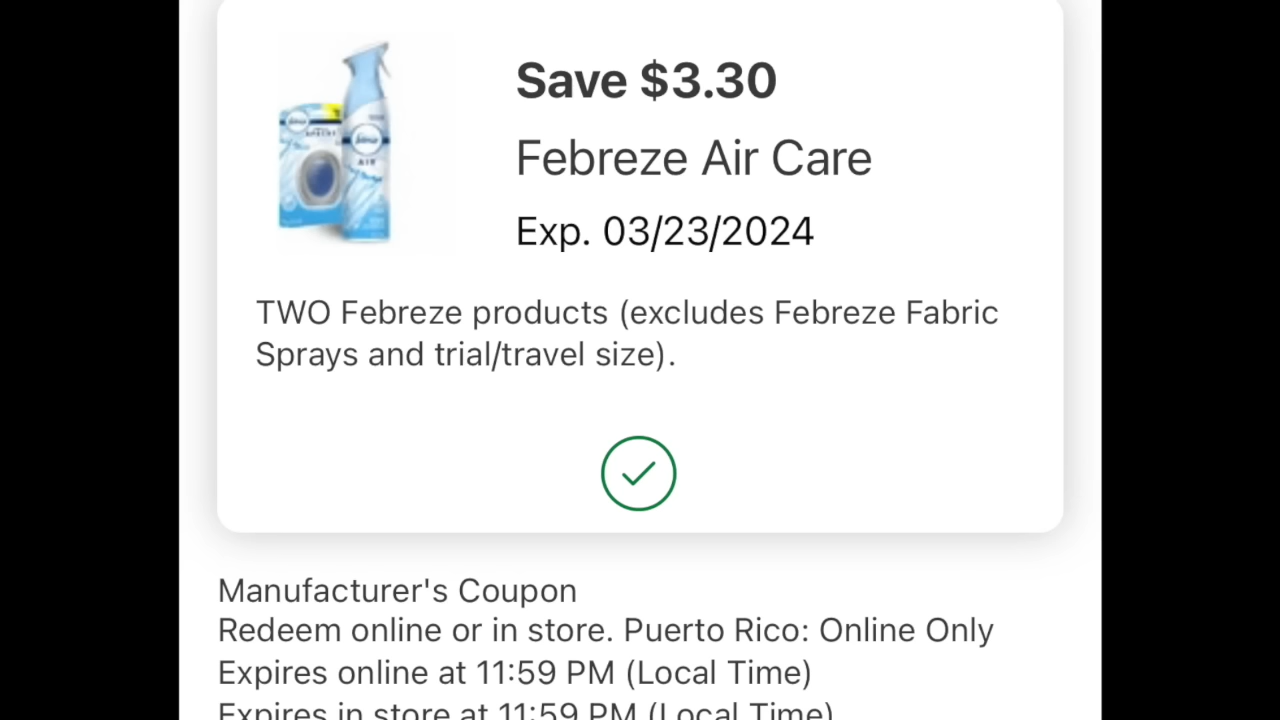 Save $3.30
Febreze Air Care
Exp. 03/23/2024
TWO Febreze products (excludes Febreze Fabric
Sprays and trial/travel size).
Manufacturer's Coupon
Redeem online or in store. Puerto Rico: Online Only
Expires online at 11:59 PM (Local Time)
Expires in store at 11:59 PM (Local Time)